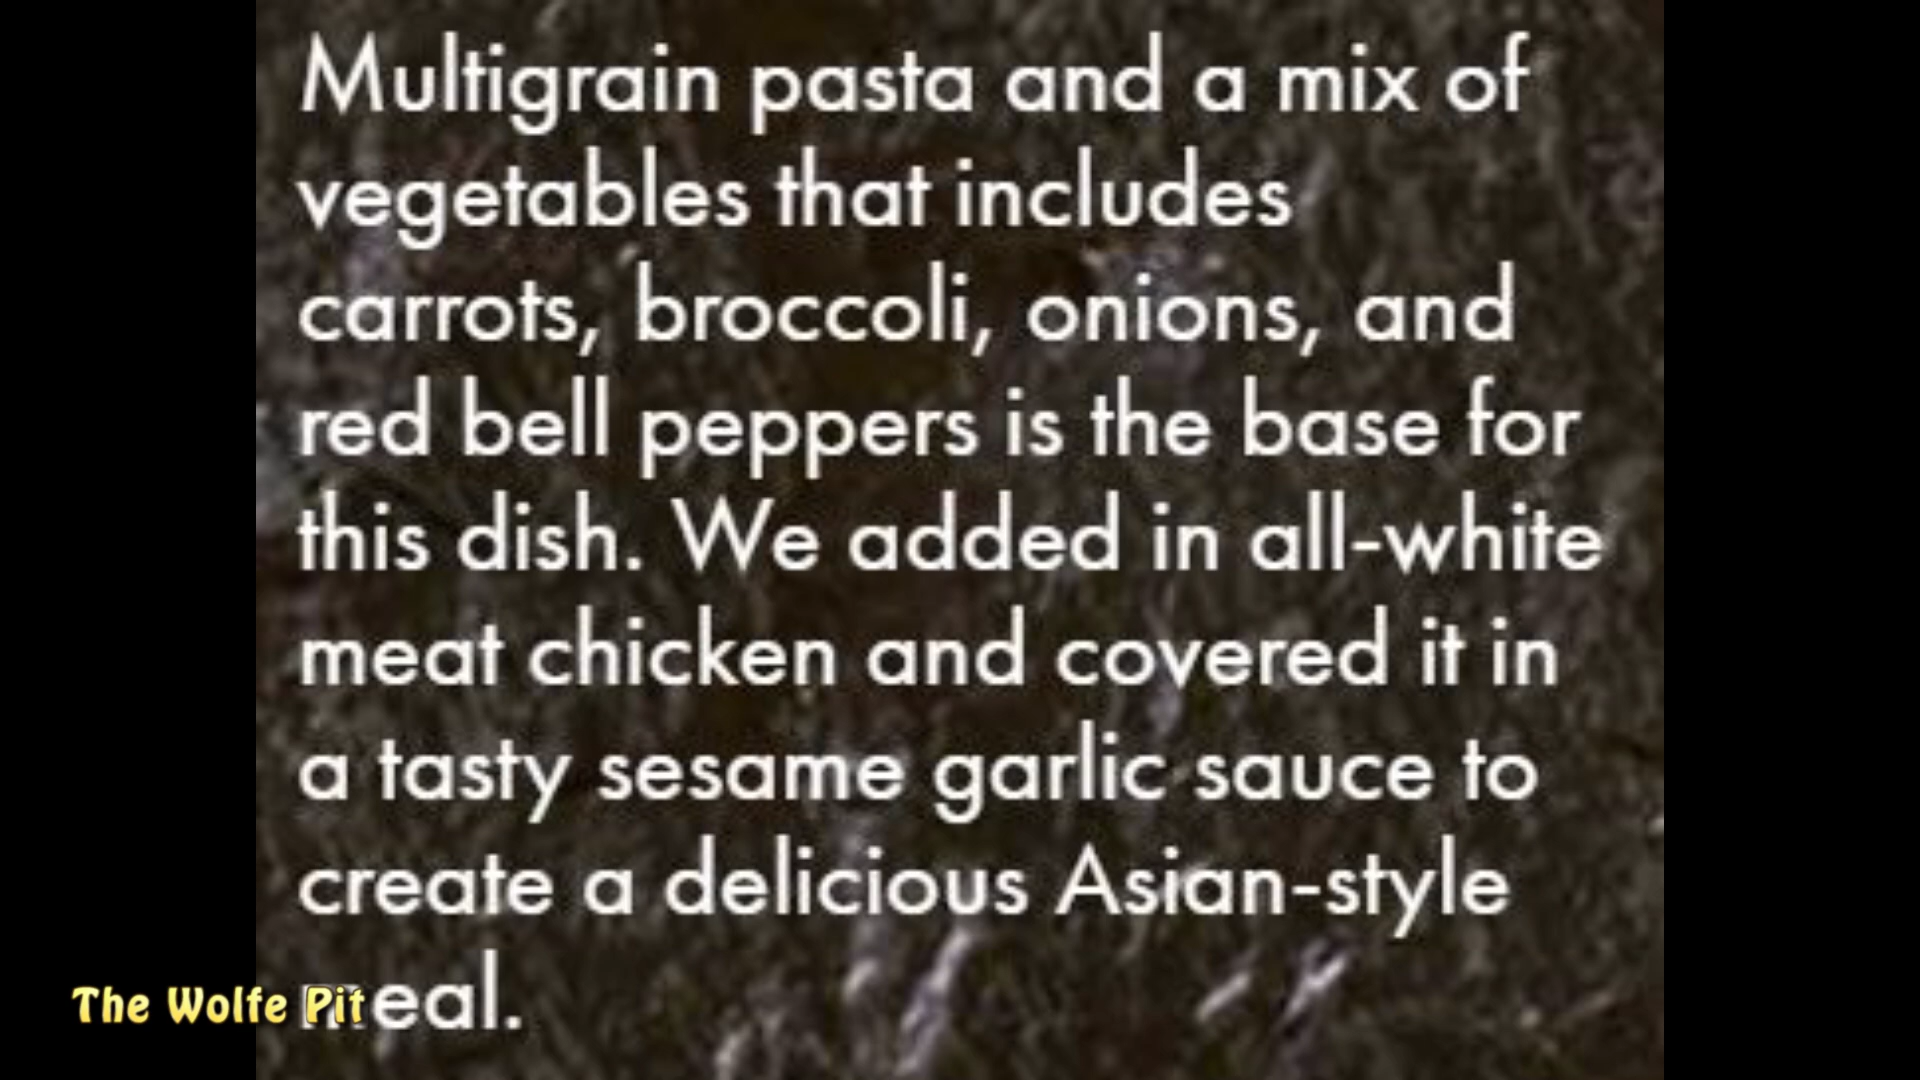 Multigrain pasta and a mix of
vegetables that includes
carrots, broccoli, onions, and
red bell peppers is the base for
this dish. We added in all-white
meat chicken and covered it in
a tasty sesame garlic sauce to
create a delicious Asian-style
meal.
The Wolfe Pit